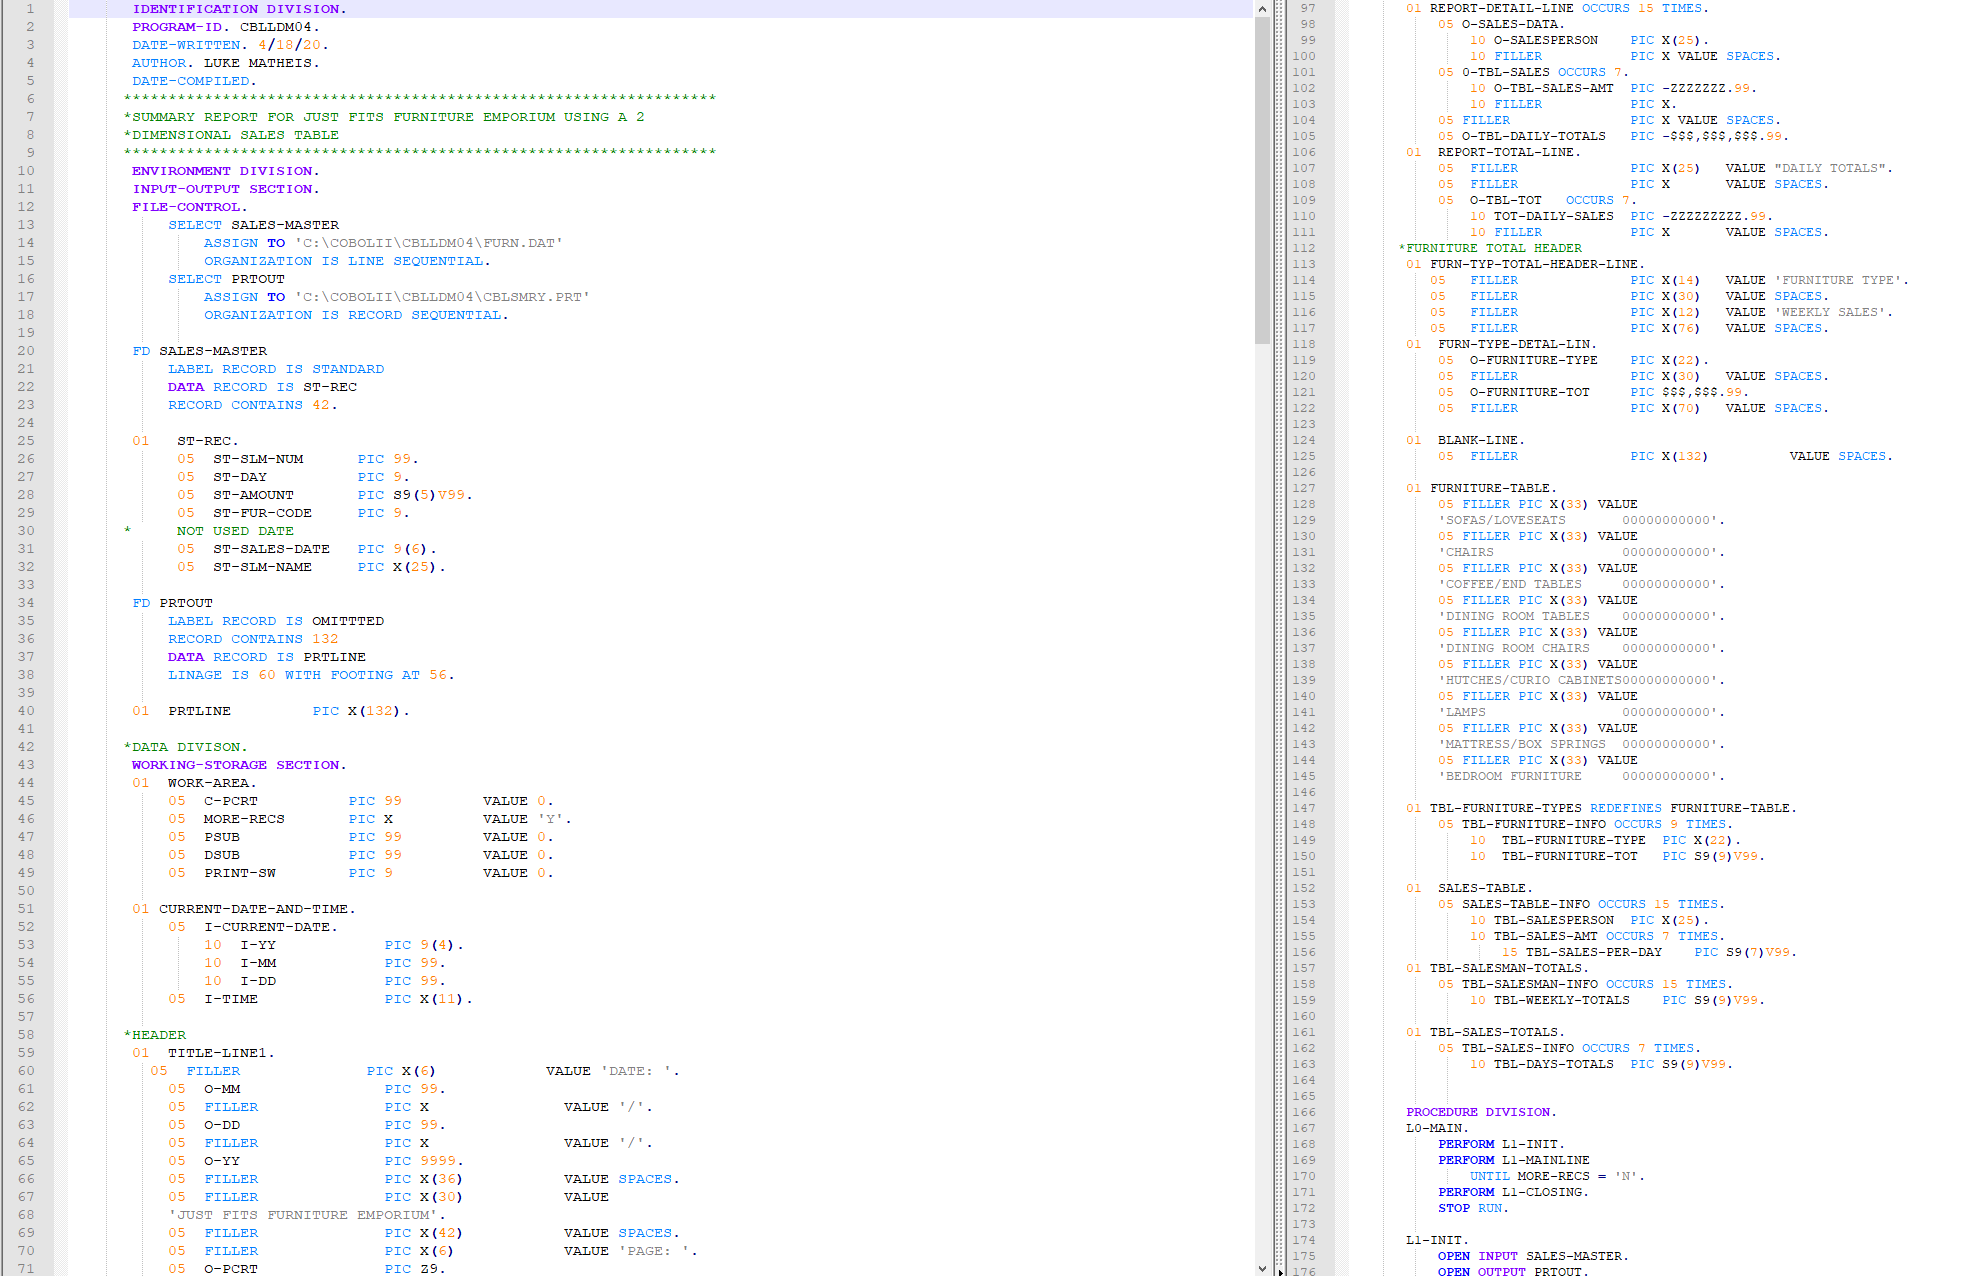 1 IDENTIFICATION DIVISION.
2 PROGRAM-ID. CBLLDM04.
3 DATE-WRITTEN. 4/18/20.
4 AUTHOR. LUKE MATHEIS.
5 DATE-COMPILED.
6 ******************************************************************
7 *SUMMARY REPORT FOR JUST FITS FURNITURE EMPORIUM USING A 2
8 *DIMENSIONAL SALES TABLE
9 ******************************************************************
10 ENVIRONMENT DIVISION.
11 INPUT-OUTPUT SECTION.
12 FILE-CONTROL.
13 SELECT SALES-MASTER
14 ASSIGN TO 'C:\COBOLII\CBLLDM04\FURN.DAT'
15 ORGANIZATION IS LINE SEQUENTIAL.
16 SELECT PRTOUT
17 ASSIGN TO 'C:\COBOLII\CBLLDM04\CBLSMRY.PRT'
18 ORGANIZATION IS RECORD SEQUENTIAL.
19
20 FD SALES-MASTER
21 LABEL RECORD IS STANDARD
22 DATA RECORD IS ST-REC
23 RECORD CONTAINS 42.
24
25 01 ST-REC.
26 05 ST-SLM-NUM PIC 99.
27 05 ST-DAY PIC 9.
28 05 ST-AMOUNT PIC S9(5)V99.
29 05 ST-FUR-CODE PIC 9.
30 * NOT USED DATE
31 05 ST-SALES-DATE PIC 9(6).
32 05 ST-SLM-NAME PIC X(25).
33
34 FD PRTOUT
35 LABEL RECORD IS OMITTTED
36 RECORD CONTAINS 132
37 DATA RECORD IS PRTLINE
38 LINAGE IS 60 WITH FOOTING AT 56.
39
40 01 PRTLINE PIC X(132).
41
42 *DATA DIVISON.
43 WORKING-STORAGE SECTION.
44 01 WORK-AREA.
45 05 C-PCRT PIC 99 VALUE 0.
46 05 MORE-RECS PIC X VALUE 'Y'.
47 05 PSUB PIC 99 VALUE 0.
48 05 DSUB PIC 99 VALUE 0.
49 05 PRINT-SW PIC 9 VALUE 0.
50
51 01 CURRENT-DATE-AND-TIME.
52 05 I-CURRENT-DATE.
53 10 I-YY PIC 9(4).
54 10 I-MM PIC 99.
55 10 I-DD PIC 99.
56 05 I-TIME PIC X(11).
57
58 *HEADER
59 01 TITLE-LINE1.
60 05 FILLER PIC X(6) VALUE 'DATE: '.
61 05 O-MM PIC 99.
62 05 FILLER PIC X VALUE '/'.
63 05 O-DD PIC 99.
64 05 FILLER PIC X VALUE '/'.
65 05 O-YY PIC 9999.
66 05 FILLER PIC X(36) VALUE SPACES.
67 05 FILLER PIC X(30) VALUE
68 'JUST FITS FURNITURE EMPORIUM'.
69 05 FILLER PIC X(42) VALUE SPACES.
70 05 FILLER PIC X(6) VALUE 'PAGE: '.
71 05 O-PCRT PIC Z9.
97 01 REPORT-DETAIL-LINE OCCURS 15 TIMES.
98 05 O-SALES-DATA.
99 10 O-SALESPERSON PIC X(25).
100 10 FILLER PIC X VALUE SPACES.
101 05 O-TBL-SALES OCCURS 7.
102 10 O-TBL-SALES-AMT PIC -ZZZZZZZ.99.
103 10 FILLER PIC X.
104 05 FILLER PIC X VALUE SPACES.
105 05 O-TBL-DAILY-TOTALS PIC -$$$,$$$,$$$.99.
106 01 REPORT-TOTAL-LINE.
107 05 FILLER PIC X(25) VALUE "DAILY TOTALS".
108 05 FILLER PIC X VALUE SPACES.
109 05 O-TBL-TOT OCCURS 7.
110 10 TOT-DAILY-SALES PIC -ZZZZZZZZZ.99.
111 10 FILLER PIC X VALUE SPACES.
112 *FURNITURE TOTAL HEADER
113 01 FURN-TYP-TOTAL-HEADER-LINE.
114 05 FILLER PIC X(14) VALUE 'FURNITURE TYPE'.
115 05 FILLER PIC X(30) VALUE SPACES.
116 05 FILLER PIC X(12) VALUE 'WEEKLY SALES'.
117 05 FILLER PIC X(76) VALUE SPACES.
118 01 FURN-TYPE-DETAL-LIN.
119 05 O-FURNITURE-TYPE PIC X(22).
120 05 FILLER PIC X(30) VALUE SPACES.
121 05 O-FURNITURE-TOT PIC $$$,$$$.99.
122 05 FILLER PIC X(70) VALUE SPACES.
123
124 01 BLANK-LINE.
125 05 FILLER PIC X(132) VALUE SPACES.
126
127 01 FURNITURE-TABLE.
128 05 FILLER PIC X(33) VALUE
129 'SOFAS/LOVESEATS 00000000000'.
130 05 FILLER PIC X(33) VALUE
131 'CHAIRS 00000000000'.
132 05 FILLER PIC X(33) VALUE
133 'COFFEE/END TABLES 00000000000'.
134 05 FILLER PIC X(33) VALUE
135 'DINING ROOM TABLES 00000000000'.
136 05 FILLER PIC X(33) VALUE
137 'DINING ROOM CHAIRS 00000000000'.
138 05 FILLER PIC X(33) VALUE
139 'HUTCHES/CURIO CABINETS00000000000'.
140 05 FILLER PIC X(33) VALUE
141 'LAMPS 00000000000'.
142 05 FILLER PIC X(33) VALUE
143 'MATTRESS/BOX SPRINGS 00000000000'.
144 05 FILLER PIC X(33) VALUE
145 'BEDROOM FURNITURE 00000000000'.
146
147 01 TBL-FURNITURE-TYPES REDEFINES FURNITURE-TABLE.
148 05 TBL-FURNITURE-INFO OCCURS 9 TIMES.
149 10 TBL-FURNITURE-TYPE PIC X(22).
150 10 TBL-FURNITURE-TOT PIC S9(9)V99.
151
152 01 SALES-TABLE.
153 05 SALES-TABLE-INFO OCCURS 15 TIMES.
154 10 TBL-SALESPERSON PIC X(25).
155 10 TBL-SALES-AMT OCCURS 7 TIMES.
156 15 TBL-SALES-PER-DAY PIC S9(7)V99.
157 01 TBL-SALESMAN-TOTALS.
158 05 TBL-SALESMAN-INFO OCCURS 15 TIMES.
159 10 TBL-WEEKLY-TOTALS PIC S9(9)V99.
160
161 01 TBL-SALES-TOTALS.
162 05 TBL-SALES-INFO OCCURS 7 TIMES.
163 10 TBL-DAYS-TOTALS PIC S9(9)V99.
164
165
166 PROCEDURE DIVISION.
167 L0-MAIN.
168 PERFORM L1-INIT.
169 PERFORM L1-MAINLINE
170 UNTIL MORE-RECS = 'N'.
171 PERFORM L1-CLOSING.
172 STOP RUN.
173
174 L1-INIT.
175 OPEN INPUT SALES-MASTER.
176 OPEN OUTPUT PRTOUT.